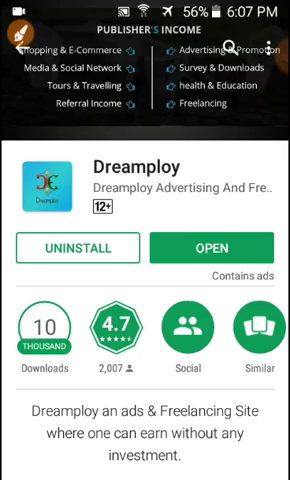 56% 6:07 PM
PUBLISHER'S INCOME
Shopping & E-Commerce
Advertising & Promotion
Media & Social Network
Survey & Downloads
Tours & Travelling
health & Education
Referral Income
Freelancing
Dreamploy
Dreamploy Advertising And Fre..
12+
UNINSTALL
OPEN
Contains ads
10
THOUSAND
4.7
Downloads
2,007
Social
Similar
Dreamploy an ads & Freelancing Site
where one can earn without any
investment.